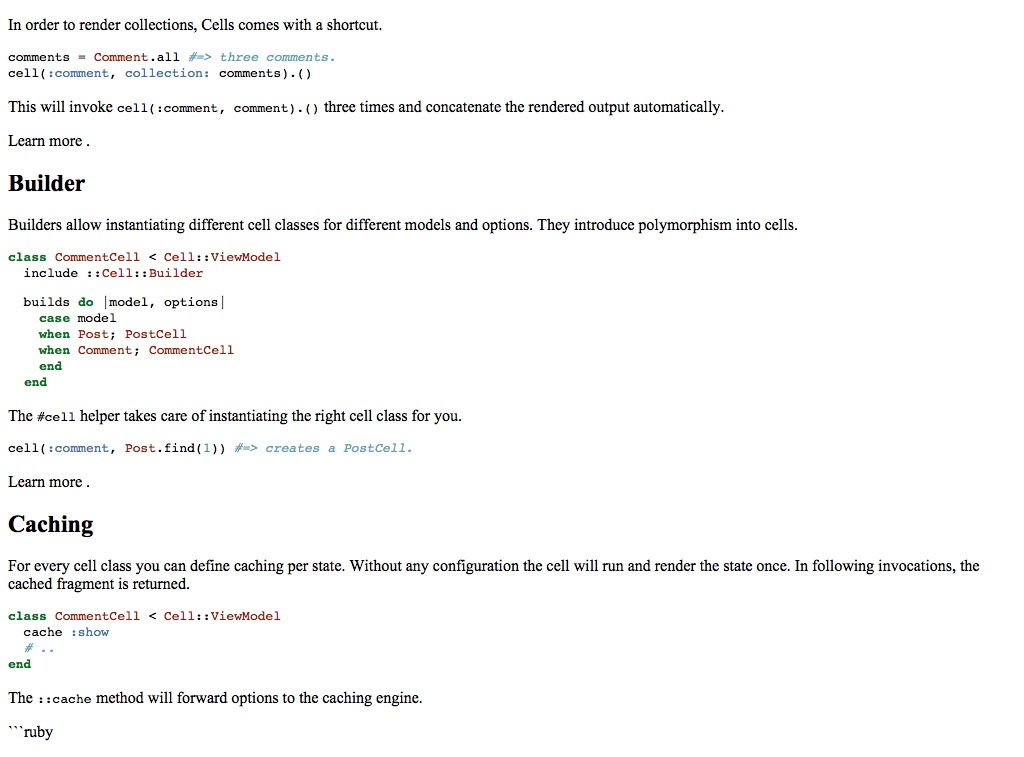 In order to render collections, Cells comes with a shortcut.
comments = Comment.all #=> three comments.
cell(:comment, collection: comments).()
This will invoke cell(:comment, comment).() three times and concatenate the rendered output automatically.
Learn more .
Builder
Builders allow instantiating different cell classes for different models and options. They introduce polymorphism into cells.
class CommentCell < Cell::ViewModel
  include ::Cell::Builder
  builds do |model, options|
    case model
    when Post; PostCell
    when Comment; CommentCell
    end
  end
The #cell helper takes care of instantiating the right cell class for you.
cell(:comment, Post.find(1)) #=> creates a PostCell.
Learn more .
Caching
For every cell class you can define caching per state. Without any configuration the cell will run and render the state once. In following invocations, the
cached fragment is returned.
class CommentCell < Cell::ViewModel
  cache :show
  # ..
end
The ::cache method will forward options to the caching engine.
```ruby